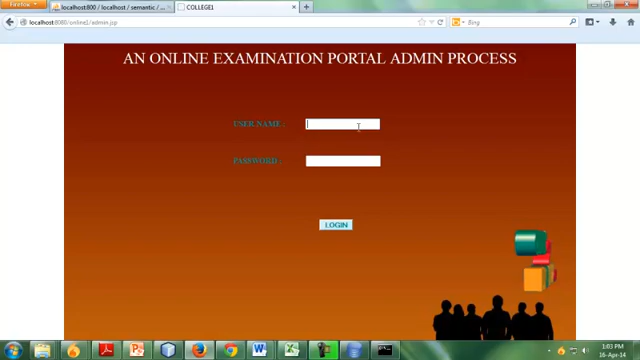 Firefox
localhost:800 / localhost / semantic / ...
COLLEGE1
localhost:8080/online1/admin.jsp
Bing
AN ONLINE EXAMINATION PORTAL ADMIN PROCESS
USER NAME :
PASSWORD :
LOGIN
1:03 PM
16-Apr-14